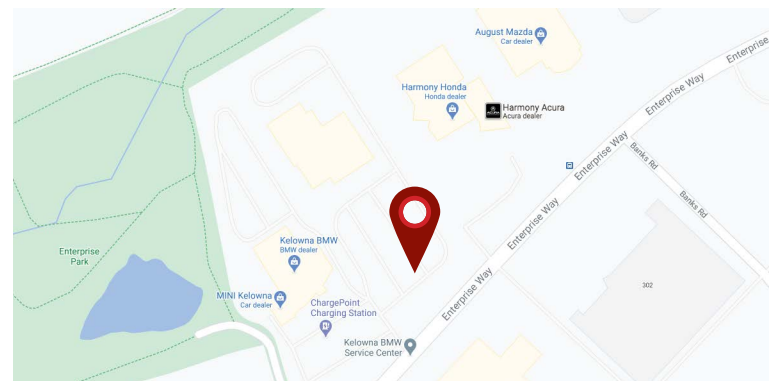 August Mazda
Car dealer
Enterprise Way
Harmony Honda
Honda dealer
Harmony Acura
Acura dealer
ACURA
Enterprise Way
Enterprise Way
Banks Rd
Banks Rd
Enterprise Way
Kelowna BMW
BMW dealer
Enterprise
Park
Enterprise Way
302
MINI Kelowna
Car dealer
ChargePoint
Charging Station
Kelowna BMW
Service Center